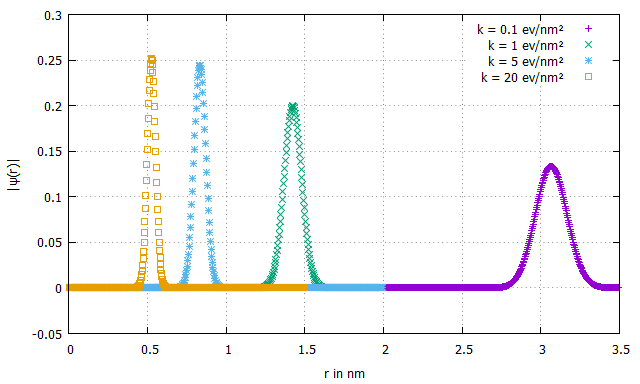 k = 0.1 ev/nm²
k = 1 ev/nm²
k = 5 ev/nm²
k = 20 ev/nm²
0.3
0.25
0.2
0.15
0.1
0.05
0
-0.05
|ψ(r)|
0 0.5 1 1.5 2 2.5 3 3.5
r in nm